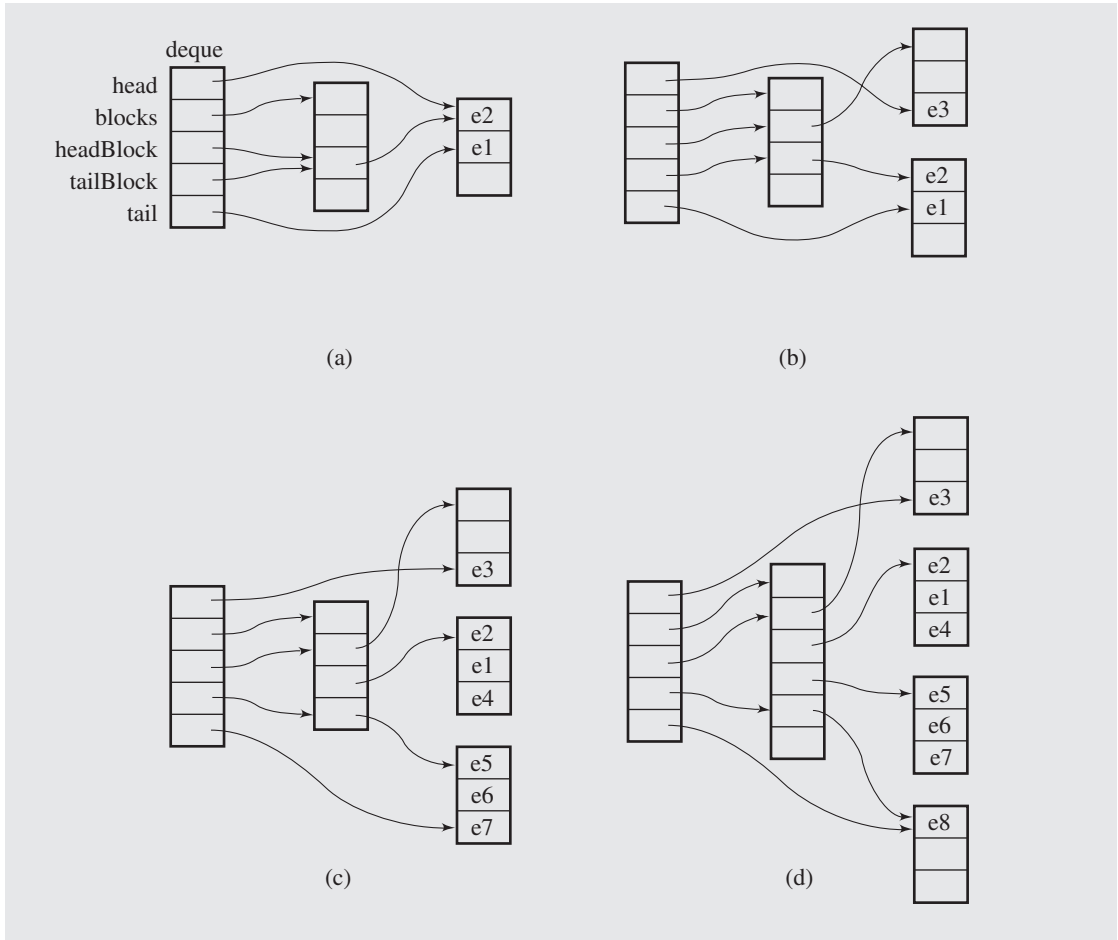 deque
head
blocks
headBlock
tailBlock
tail
e2
e1
(a)
e3
e2
e1
(b)
e3
e2
e1
e4
e5
e6
e7
(c)
e3
e2
e1
e4
e5
e6
e7
e8
(d)